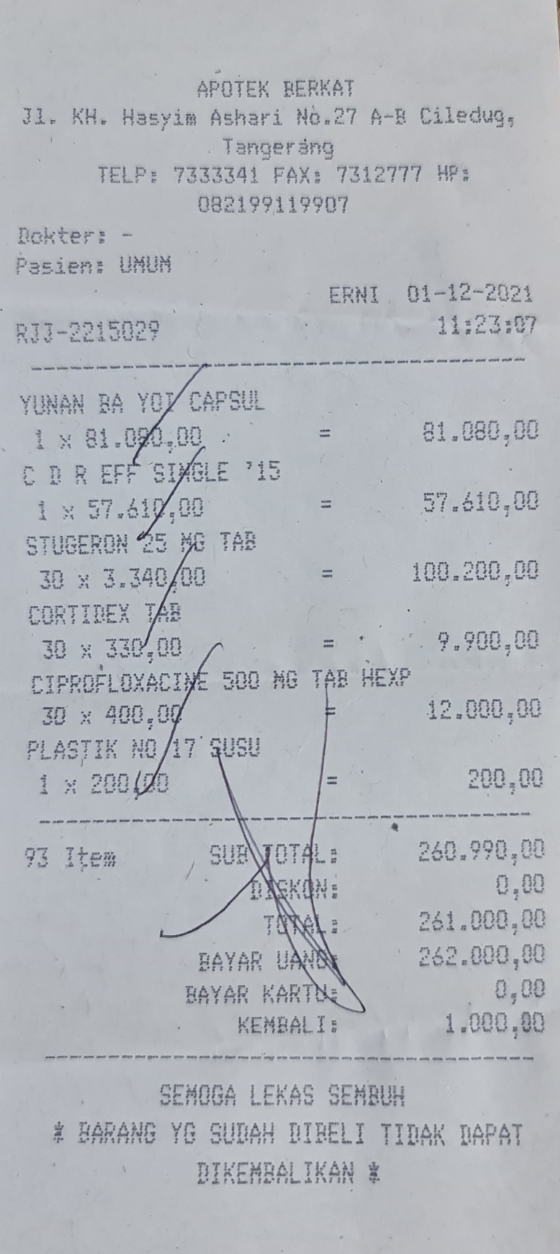 APOTEK BERKAT
Jl. KH. Hasyim Ashari No.27 A-B Ciledug,
Tangerang
TELP: 7333341 FAX: 7312777 HP:
082199119907
Dokter: -
Pasien: UMUM
ERNI 01-12-2021
RJJ-2215029 11:23:07
YUNAN BA YOI CAPSUL
1 x 81.080,00 = 81.080,00
C D R EFF SINGLE '15
1 x 57.610,00 = 57.610,00
STUGERON 25 MG TAB
30 x 3.340,00 = 100.200,00
CORTIDEX TAB
30 x 330,00 = 9.900,00
CIPROFLOXACINE 500 MG TAB HEXP
30 x 400,00 = 12.000,00
PLASTIK NO 17 SUSU
1 x 200,00 = 200,00
93 Item SUB TOTAL: 260.990,00
DISKON: 0,00
TOTAL: 261.000,00
BAYAR UANG: 262.000,00
BAYAR KARTU: 0,00
KEMBALI: 1.000,00
SEMOGA LEKAS SEMBUH
* BARANG YG SUDAH DIBELI TIDAK DAPAT
DIKEMBALIKAN *